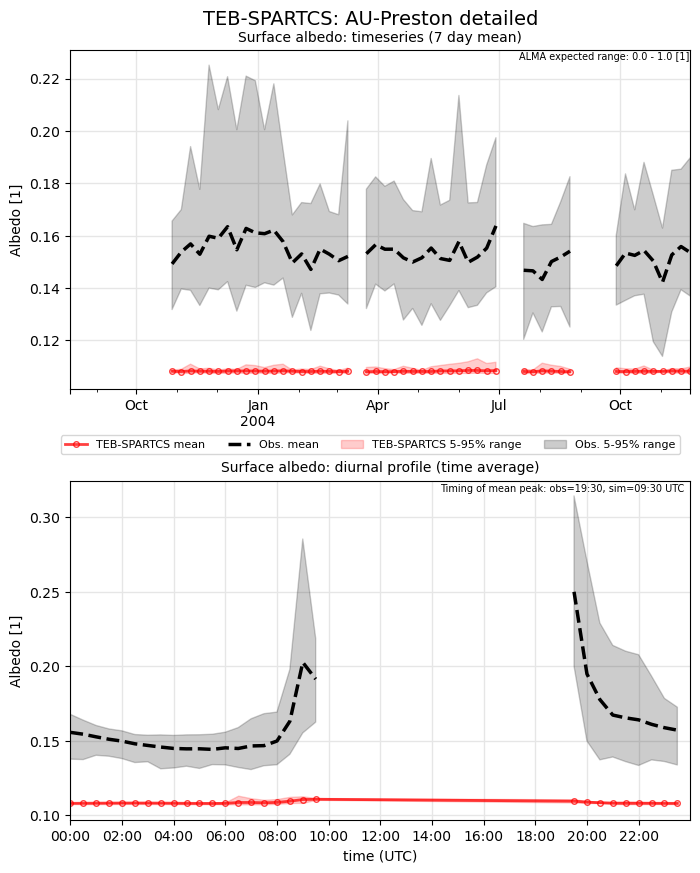 TEB-SPARTCS: AU-Preston detailed
Surface albedo: timeseries (7 day mean)
ALMA expected range: 0.0 - 1.0 [1]
Albedo [1]
0.22
0.20
0.18
0.16
0.14
0.12
Oct Jan Apr Jul Oct
2004
TEB-SPARTCS mean Obs. mean TEB-SPARTCS 5-95% range Obs. 5-95% range
Surface albedo: diurnal profile (time average)
Timing of mean peak: obs=19:30, sim=09:30 UTC
Albedo [1]
0.30
0.25
0.20
0.15
0.10
00:00 02:00 04:00 06:00 08:00 10:00 12:00 14:00 16:00 18:00 20:00 22:00
time (UTC)